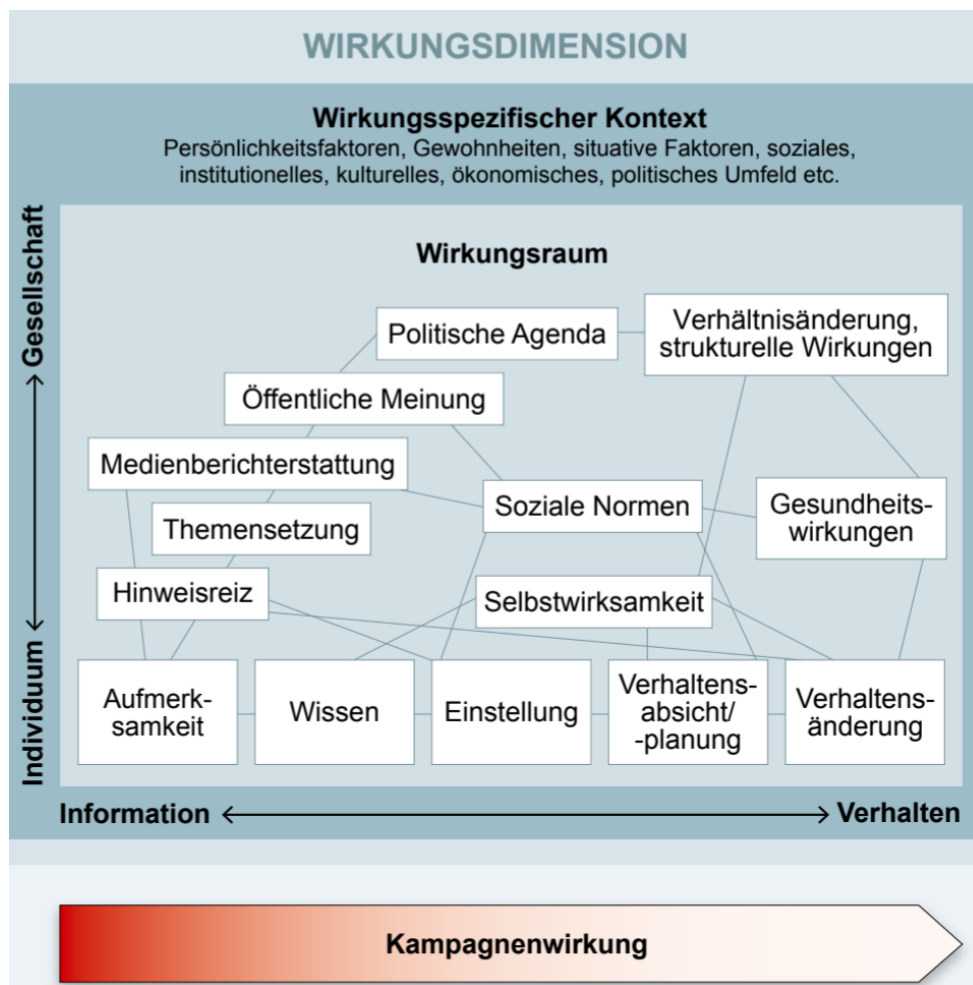 WIRKUNGSDIMENSION
Wirkungsspezifischer Kontext
Persönlichkeitsfaktoren, Gewohnheiten, situative Faktoren, soziales,
institutionelles, kulturelles, ökonomisches, politisches Umfeld etc.
Gesellschaft
Individuum
Wirkungsraum
Politische Agenda
Verhältnisänderung,
strukturelle Wirkungen
Öffentliche Meinung
Medienberichterstattung
Soziale Normen
Gesundheits-
wirkungen
Themensetzung
Hinweisreiz
Selbstwirksamkeit
Aufmerk-
samkeit
Wissen
Einstellung
Verhaltens-
absicht/
-planung
Verhaltens-
änderung
Information
Verhalten
Kampagnenwirkung